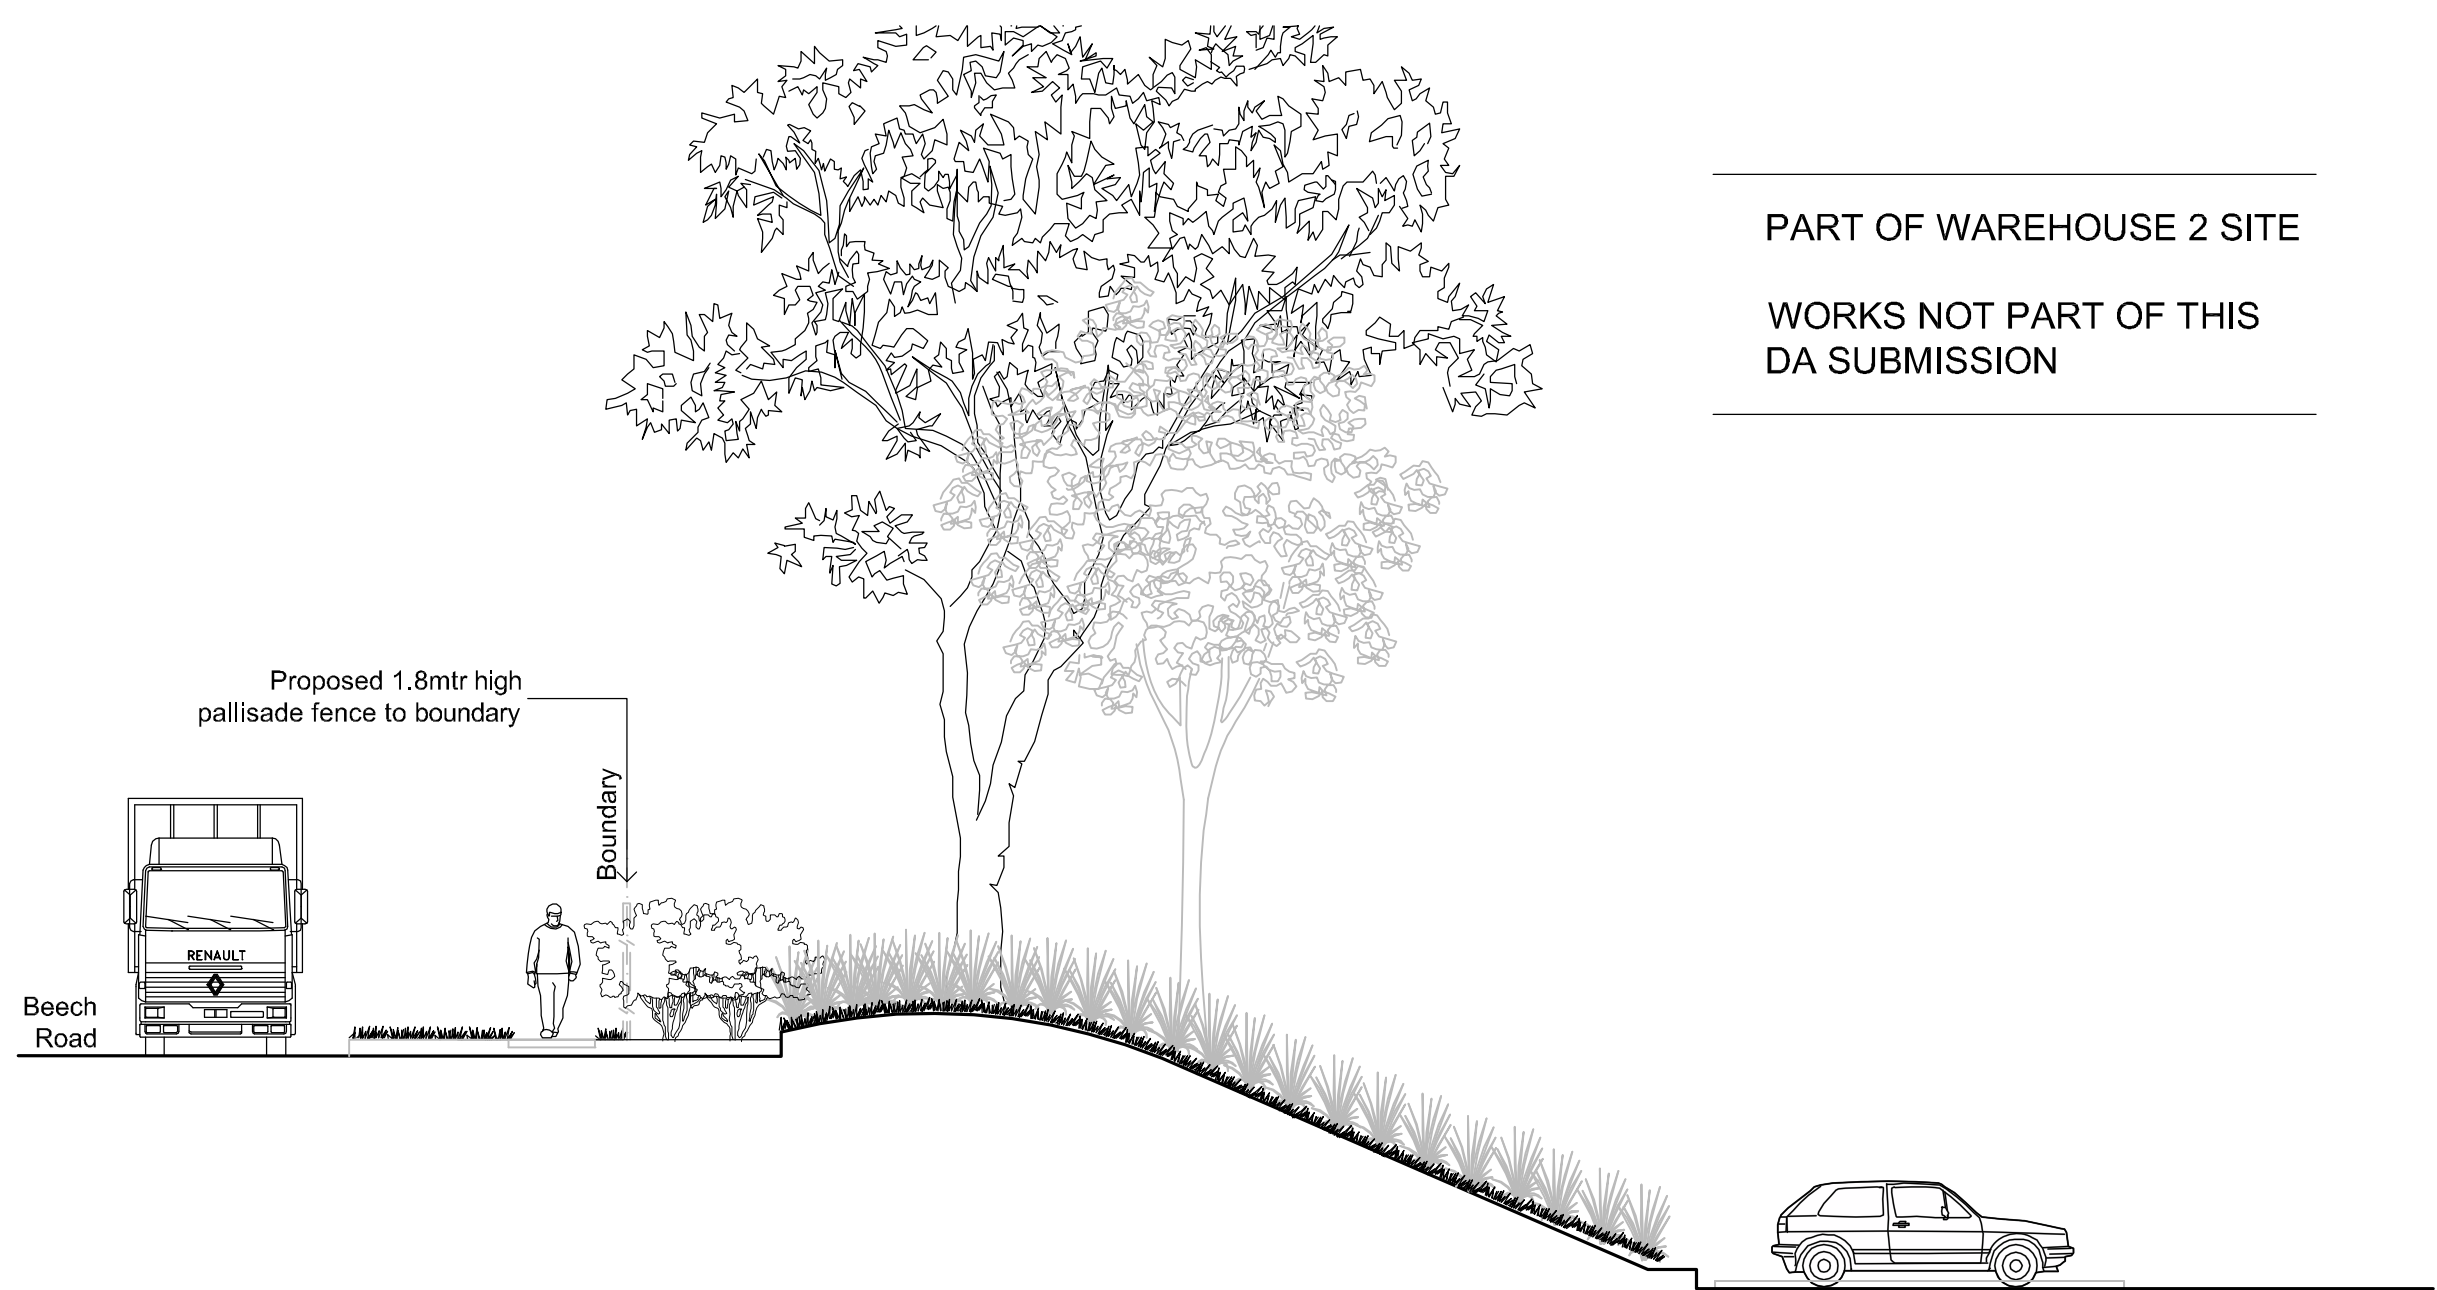 PART OF WAREHOUSE 2 SITE
WORKS NOT PART OF THIS
DA SUBMISSION
Proposed 1.8mtr high
pallisade fence to boundary
Boundary
RENAULT
Beech
Road